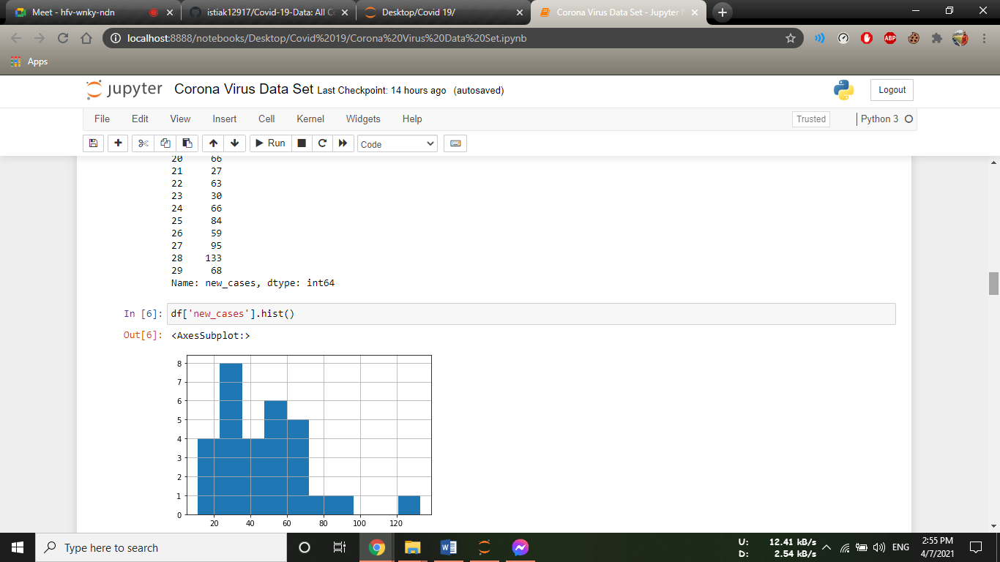 Meet - hfv-wnky-ndn
istiak12917/Covid-19-Data: All C
Desktop/Covid 19/
Corona Virus Data Set - Jupyter
localhost:8888/notebooks/Desktop/Covid%2019/Corona%20Virus%20Data%20Set.ipynb
ABP
Apps
jupyter Corona Virus Data Set Last Checkpoint: 14 hours ago (autosaved)
Logout
File Edit View Insert Cell Kernel Widgets Help
Trusted
Python 3
Run
Code
20 66
21 27
22 63
23 30
24 66
25 84
26 59
27 95
28 133
29 68
Name: new_cases, dtype: int64
In [6]: df['new_cases'].hist()
Out[6]: <AxesSubplot:>
8
7
6
5
4
3
2
1
0
20 40 60 80 100 120
Type here to search
U: 12.41 kB/s
D: 2.54 kB/s
ENG
2:55 PM
4/7/2021